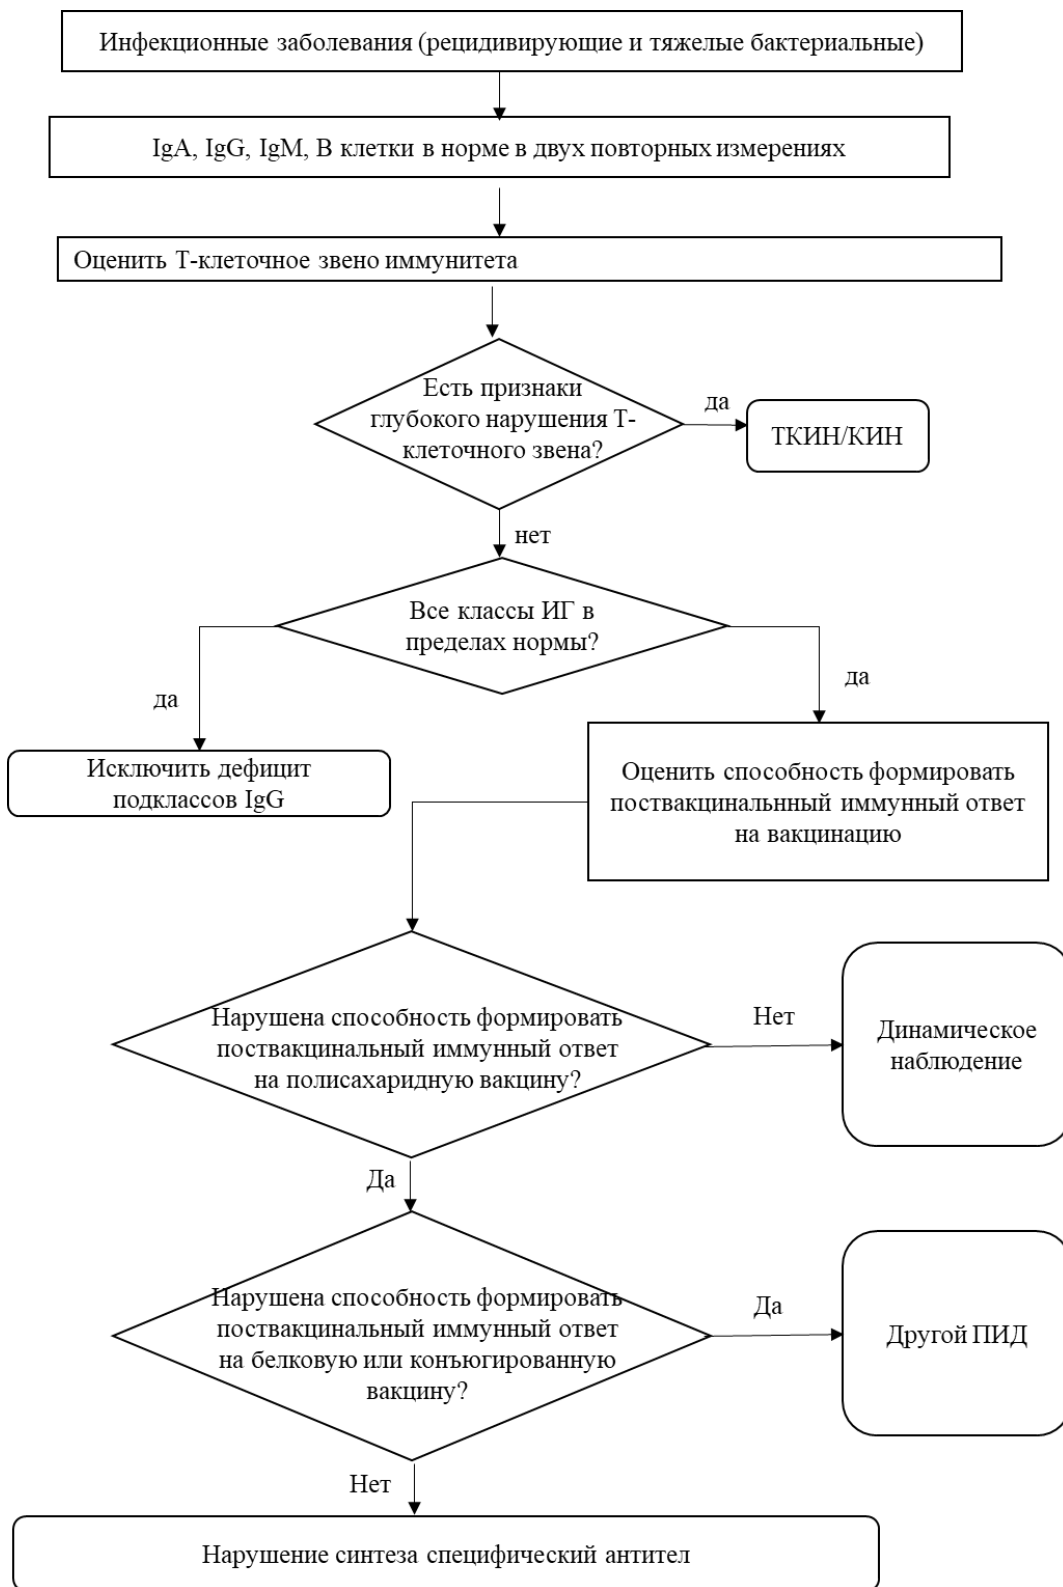 Инфекционные заболевания (рецидивирующие и тяжелые бактериальные)
IgA, IgG, IgM, В клетки в норме в двух повторных измерениях
Оценить Т-клеточное звено иммунитета
Есть признаки
глубокого нарушения Т-
клеточного звена?
да
ТКИН/КИН
нет
Все классы ИГ в
пределах нормы?
да
да
Исключить дефицит
подклассов IgG
Оценить способность формировать
поствакцинальнный иммунный ответ
на вакцинацию
Нарушена способность формировать
поствакцинальный иммунный ответ
на полисахаридную вакцину?
Нет
Динамическое
наблюдение
Да
Нарушена способность формировать
поствакцинальный иммунный ответ
на белковую или конъюгированную
вакцину?
Да
Другой ПИД
Нет
Нарушение синтеза специфический антител